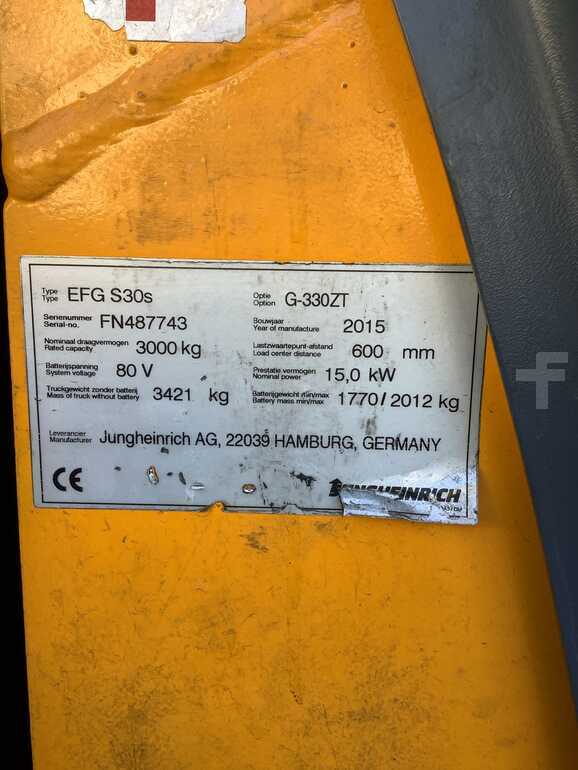 Type
Type EFG S30s
Optie
Option G-330ZT
Serienummer
Serial-no. FN487743
Bouwjaar
Year of manufacture 2015
Nominaal draagvermogen
Rated capacity 3000 kg
Lastzwaartepunt-afstand
Load center distance 600 mm
Batterijspanning
System voltage 80 V
Prestatie vermogen
Nominal power 15,0 kW
Truckgewicht zonder batterij
Mass of truck without battery 3421 kg
Batterijgewicht min/max
Battery mass min/max 1770/2012 kg
Leverancier
Manufacturer Jungheinrich AG, 22039 HAMBURG, GERMANY
CE
JUNGHEINRICH
f